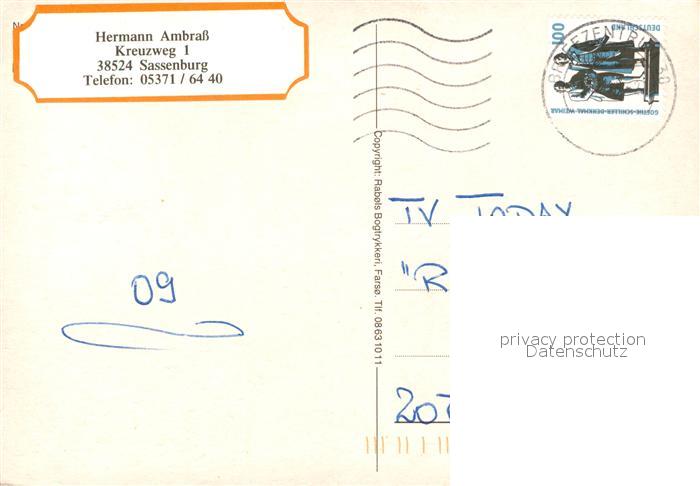 Hermann Ambraß
Kreuzweg 1
38524 Sassenburg
Telefon: 05371 / 64 40
100
DEUTSCHLAND
GOETHE-SCHILLER-DENKMAL WEIMAR
Copyright: Rabøls Bogtrykkeri, Farsø. Tlf. 08631011
TV TODAY
"R
09
20
privacy protection
Datenschutz